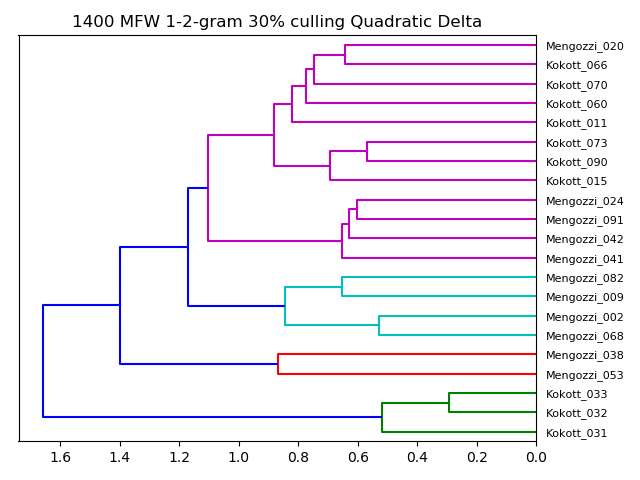 1400 MFW 1-2-gram 30% culling Quadratic Delta
Mengozzi_020
Kokott_066
Kokott_070
Kokott_060
Kokott_011
Kokott_073
Kokott_090
Kokott_015
Mengozzi_024
Mengozzi_091
Mengozzi_042
Mengozzi_041
Mengozzi_082
Mengozzi_009
Mengozzi_002
Mengozzi_068
Mengozzi_038
Mengozzi_053
Kokott_033
Kokott_032
Kokott_031
1.6 1.4 1.2 1.0 0.8 0.6 0.4 0.2 0.0